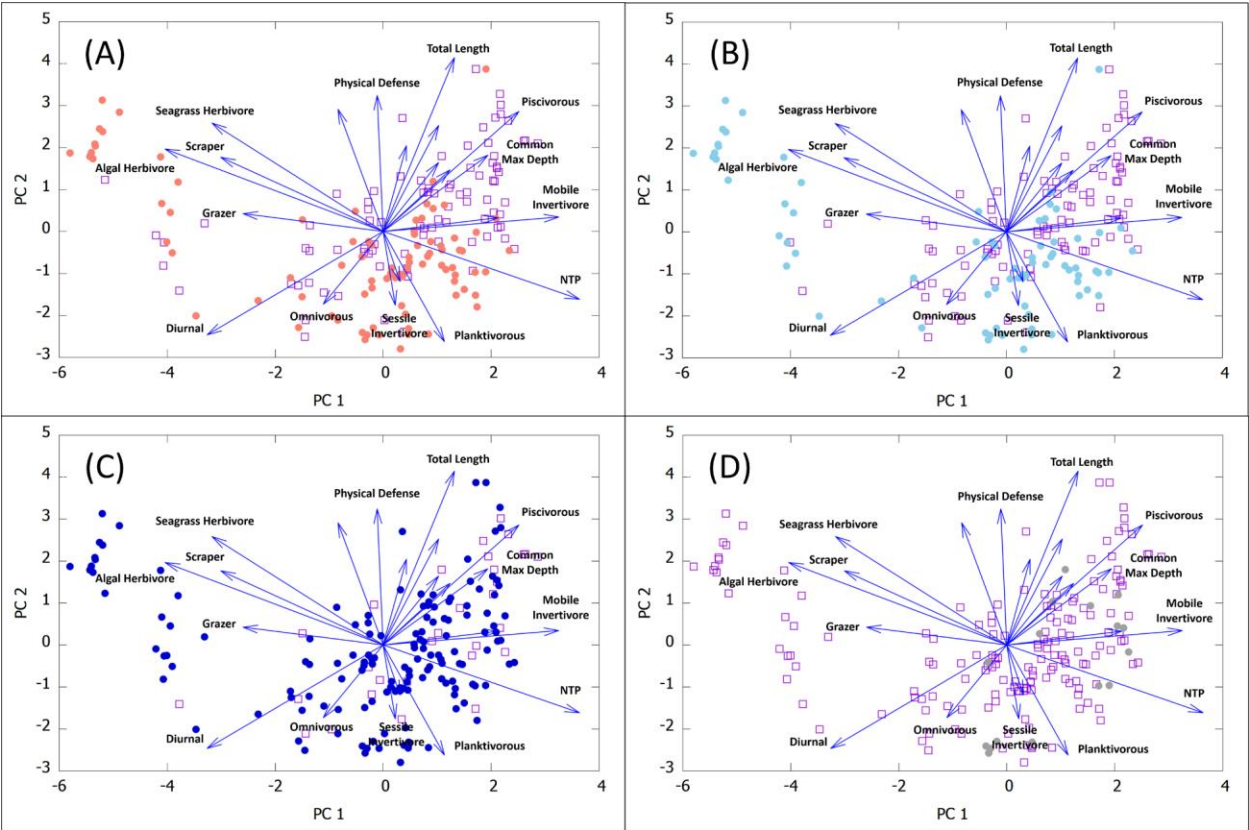 (A)
5
4
3
2
1
0
-1
-2
-3
PC 2
-6
-4
-2
0
2
4
PC 1
Total Length
Physical Defense
Piscivorous
Seagrass Herbivore
Scraper
Common
Max Depth
Algal Herbivore
Mobile
Invertivore
Grazer
NTP
Omnivorous
Sessile
Invertivore
Diurnal
Planktivorous
(B)
5
4
3
2
1
0
-1
-2
-3
PC 2
-6
-4
-2
0
2
4
PC 1
Total Length
Physical Defense
Piscivorous
Seagrass Herbivore
Scraper
Common
Max Depth
Algal Herbivore
Mobile
Invertivore
Grazer
NTP
Omnivorous
Sessile
Invertivore
Diurnal
Planktivorous
(C)
5
4
3
2
1
0
-1
-2
-3
PC 2
-6
-4
-2
0
2
4
PC 1
Total Length
Physical Defense
Piscivorous
Seagrass Herbivore
Scraper
Common
Max Depth
Algal Herbivore
Mobile
Invertivore
Grazer
NTP
Omnivorous
Sessile
Invertivore
Diurnal
Planktivorous
(D)
5
4
3
2
1
0
-1
-2
-3
PC 2
-6
-4
-2
0
2
4
PC 1
Total Length
Physical Defense
Piscivorous
Seagrass Herbivore
Scraper
Common
Max Depth
Algal Herbivore
Mobile
Invertivore
Grazer
NTP
Omnivorous
Sessile
Invertivore
Diurnal
Planktivorous